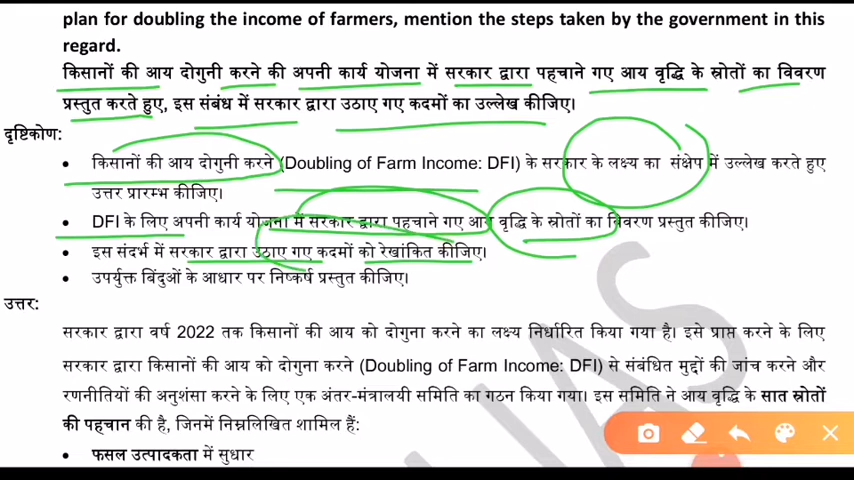 plan for doubling the income of farmers, mention the steps taken by the government in this
regard.
किसानों की आय दोगुनी करने की अपनी कार्य योजना में सरकार द्वारा पहचाने गए आय वृद्धि के स्रोतों का विवरण
प्रस्तुत करते हुए, इस संबंध में सरकार द्वारा उठाए गए कदमों का उल्लेख कीजिए।
दृष्टिकोण:
• किसानों की आय दोगुनी करने (Doubling of Farm Income: DFI) के सरकार के लक्ष्य का संक्षेप में उल्लेख करते हुए
उत्तर प्रारम्भ कीजिए।
• DFI के लिए अपनी कार्य योजना में सरकार द्वारा पहचाने गए आय वृद्धि के स्रोतों का विवरण प्रस्तुत कीजिए।
• इस संदर्भ में सरकार द्वारा उठाए गए कदमों को रेखांकित कीजिए।
• उपर्युक्त बिंदुओं के आधार पर निष्कर्ष प्रस्तुत कीजिए।
उत्तर:
सरकार द्वारा वर्ष 2022 तक किसानों की आय को दोगुना करने का लक्ष्य निर्धारित किया गया है। इसे प्राप्त करने के लिए
सरकार द्वारा किसानों की आय को दोगुना करने (Doubling of Farm Income: DFI) से संबंधित मुद्दों की जांच करने और
रणनीतियों की अनुशंसा करने के लिए एक अंतर-मंत्रालयी समिति का गठन किया गया। इस समिति ने आय वृद्धि के सात स्रोतों
की पहचान की है, जिनमें निम्नलिखित शामिल हैं:
• फसल उत्पादकता में सुधार
IAS